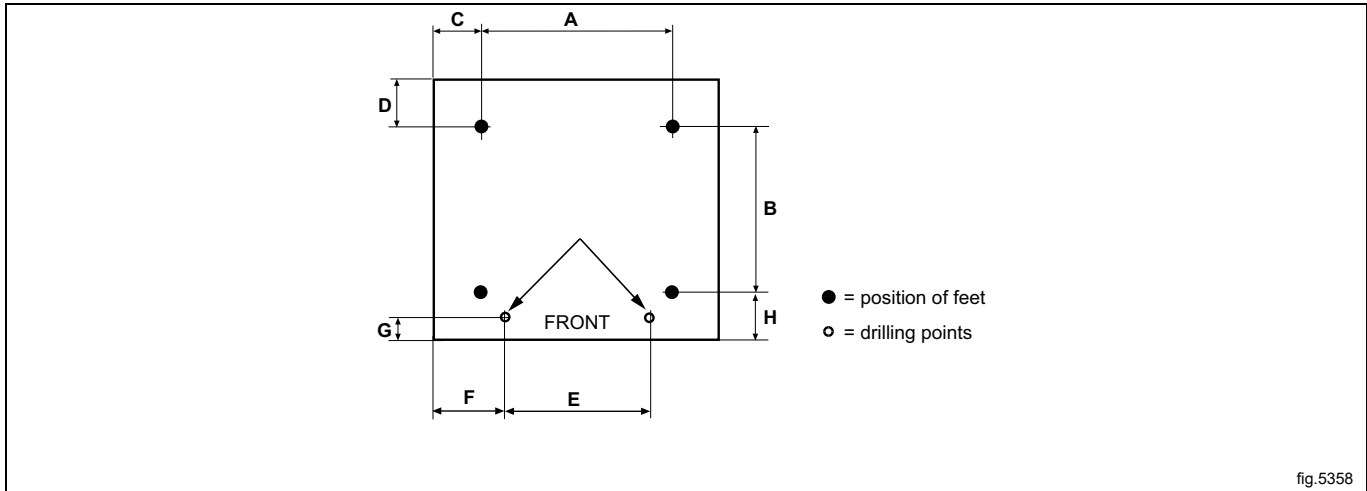 C
A
D
B
● = position of feet
H
G
FRONT
○ = drilling points
F
E
fig.5358